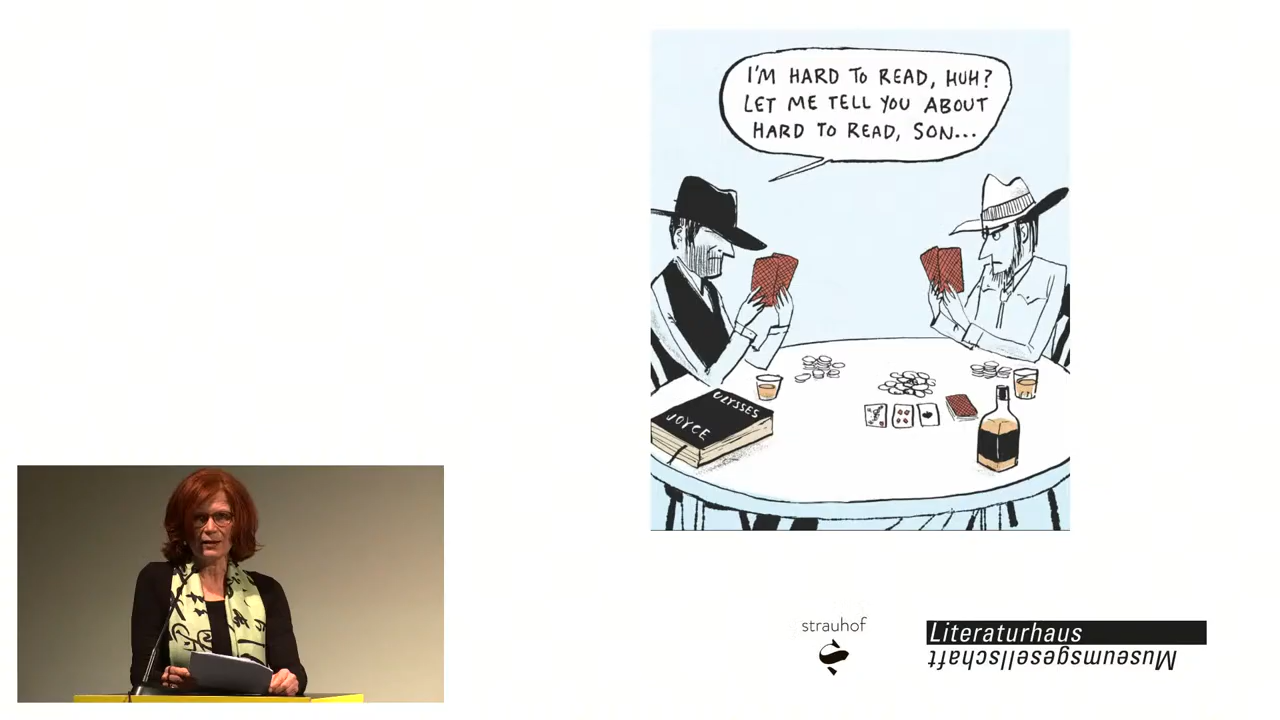 I'M HARD TO READ, HUH?
LET ME TELL YOU ABOUT
HARD TO READ, SON...
ULYSSES
JOYCE
strauhof
Literaturhaus
Museumsgesellschaft